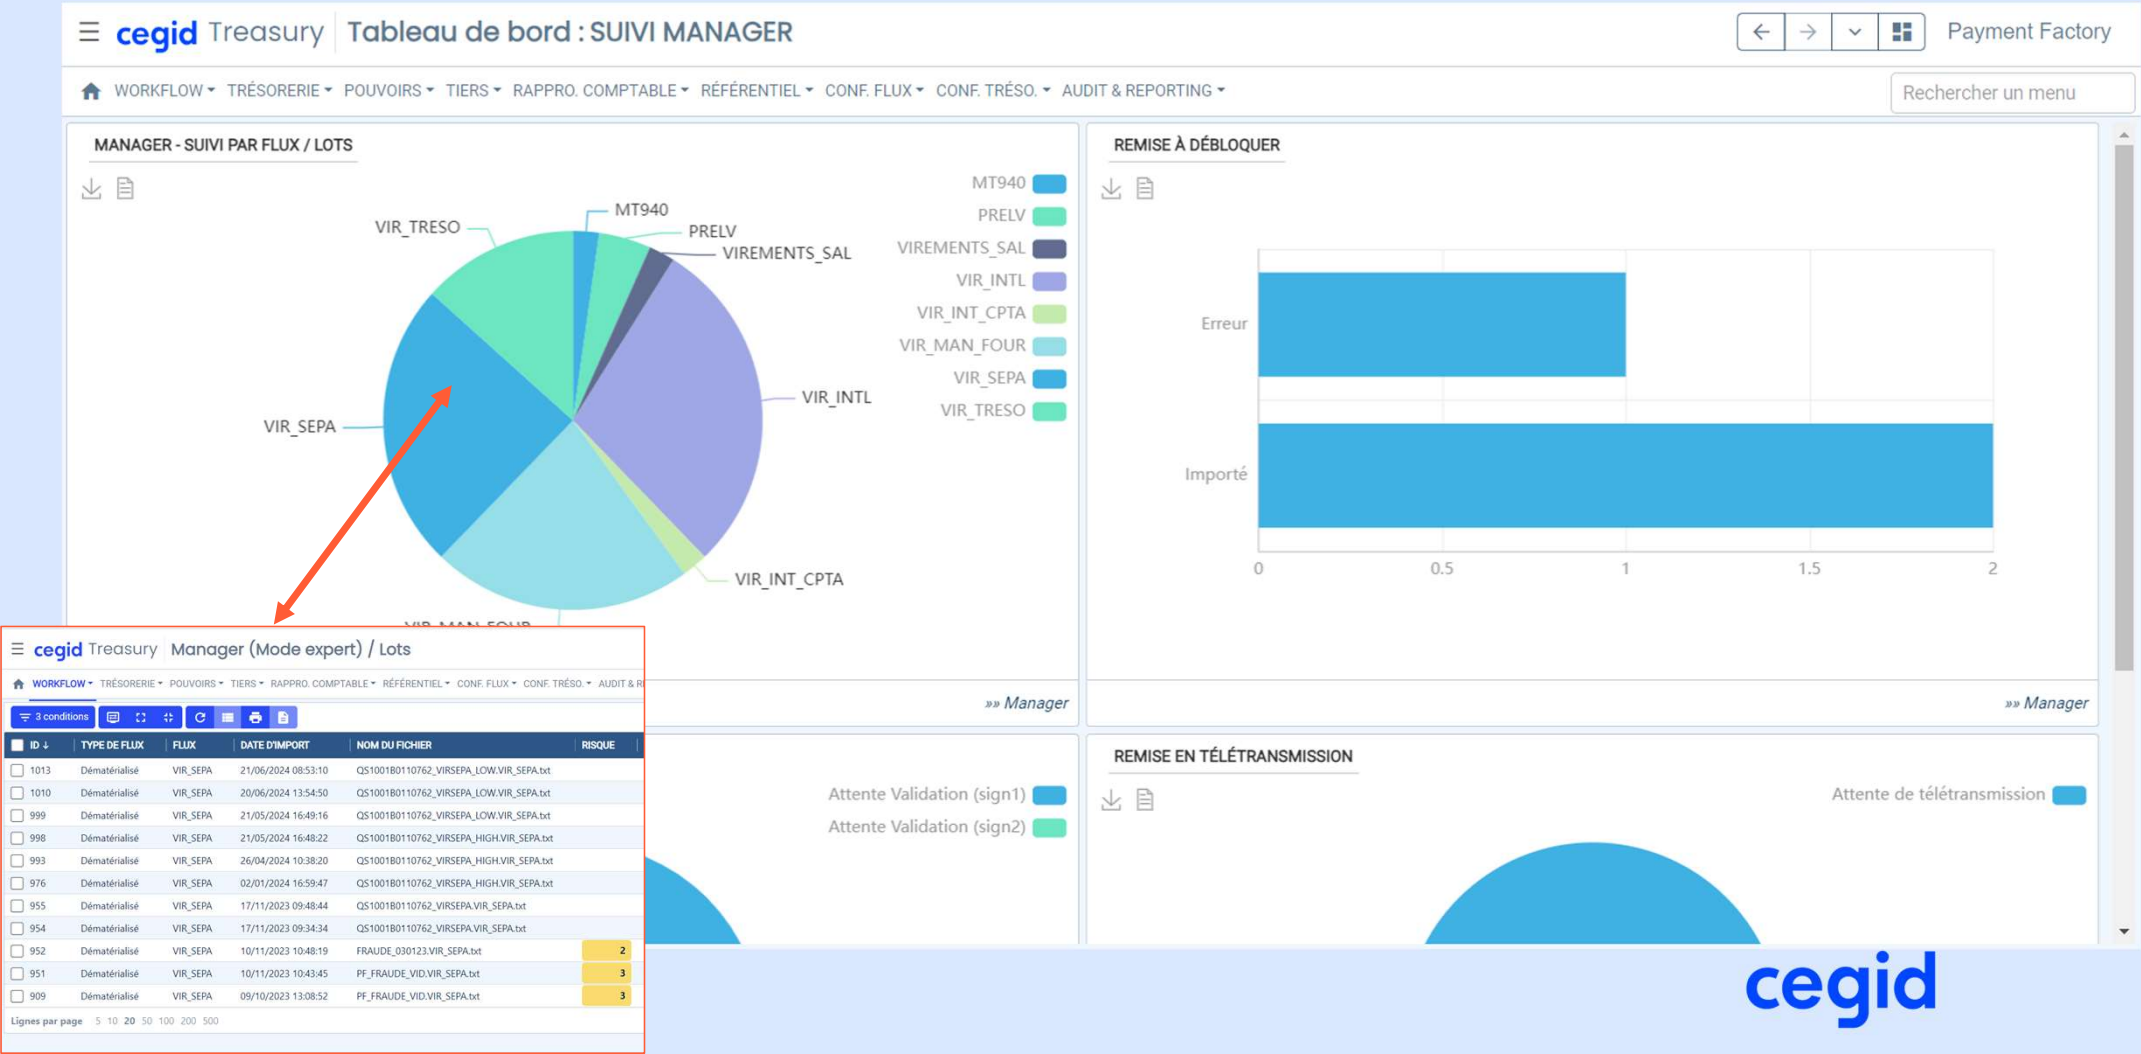 cegid Treasury Tableau de bord : SUIVI MANAGER
Payment Factory
WORKFLOW TRÉSORERIE POUVOIRS TIERS RAPPRO. COMPTABLE RÉFÉRENTIEL CONF. FLUX CONF. TRÉSO. AUDIT & REPORTING
Rechercher un menu
MANAGER - SUIVI PAR FLUX / LOTS
MT940
PRELV
VIREMENTS_SAL
VIR_INTL
VIR_INT_CPTA
VIR_MAN_FOUR
VIR_SEPA
VIR_TRESO
VIR_TRESO
MT940
PRELV
VIREMENTS_SAL
VIR_INTL
VIR_SEPA
VIR_INT_CPTA
VIR_MAN_FOUR
»» Manager
REMISE À DÉBLOQUER
Erreur
Importé
0 0.5 1 1.5 2
»» Manager
Attente Validation (sign1)
Attente Validation (sign2)
REMISE EN TÉLÉTRANSMISSION
Attente de télétransmission
cegid Treasury Manager (Mode expert) / Lots
WORKFLOW TRÉSORERIE POUVOIRS TIERS RAPPRO. COMPTABLE RÉFÉRENTIEL CONF. FLUX CONF. TRÉSO. AUDIT & R
3 conditions
ID ↓ TYPE DE FLUX FLUX DATE D'IMPORT NOM DU FICHIER RISQUE
1013 Dématérialisé VIR_SEPA 21/06/2024 08:53:10 QS1001B0110762_VIRSEPA_LOW.VIR_SEPA.txt
1010 Dématérialisé VIR_SEPA 20/06/2024 13:54:50 QS1001B0110762_VIRSEPA_LOW.VIR_SEPA.txt
999 Dématérialisé VIR_SEPA 21/05/2024 16:49:16 QS1001B0110762_VIRSEPA_LOW.VIR_SEPA.txt
998 Dématérialisé VIR_SEPA 21/05/2024 16:48:22 QS1001B0110762_VIRSEPA_HIGH.VIR_SEPA.txt
993 Dématérialisé VIR_SEPA 26/04/2024 10:38:20 QS1001B0110762_VIRSEPA_HIGH.VIR_SEPA.txt
976 Dématérialisé VIR_SEPA 02/01/2024 16:59:47 QS1001B0110762_VIRSEPA_HIGH.VIR_SEPA.txt
955 Dématérialisé VIR_SEPA 17/11/2023 09:48:44 QS1001B0110762_VIRSEPA.VIR_SEPA.txt
954 Dématérialisé VIR_SEPA 17/11/2023 09:34:34 QS1001B0110762_VIRSEPA.VIR_SEPA.txt
952 Dématérialisé VIR_SEPA 10/11/2023 10:48:19 FRAUDE_030123.VIR_SEPA.txt 2
951 Dématérialisé VIR_SEPA 10/11/2023 10:43:45 PF_FRAUDE_VID.VIR_SEPA.txt 3
909 Dématérialisé VIR_SEPA 09/10/2023 13:08:52 PF_FRAUDE_VID.VIR_SEPA.txt 3
Lignes par page 5 10 20 50 100 200 500
cegid